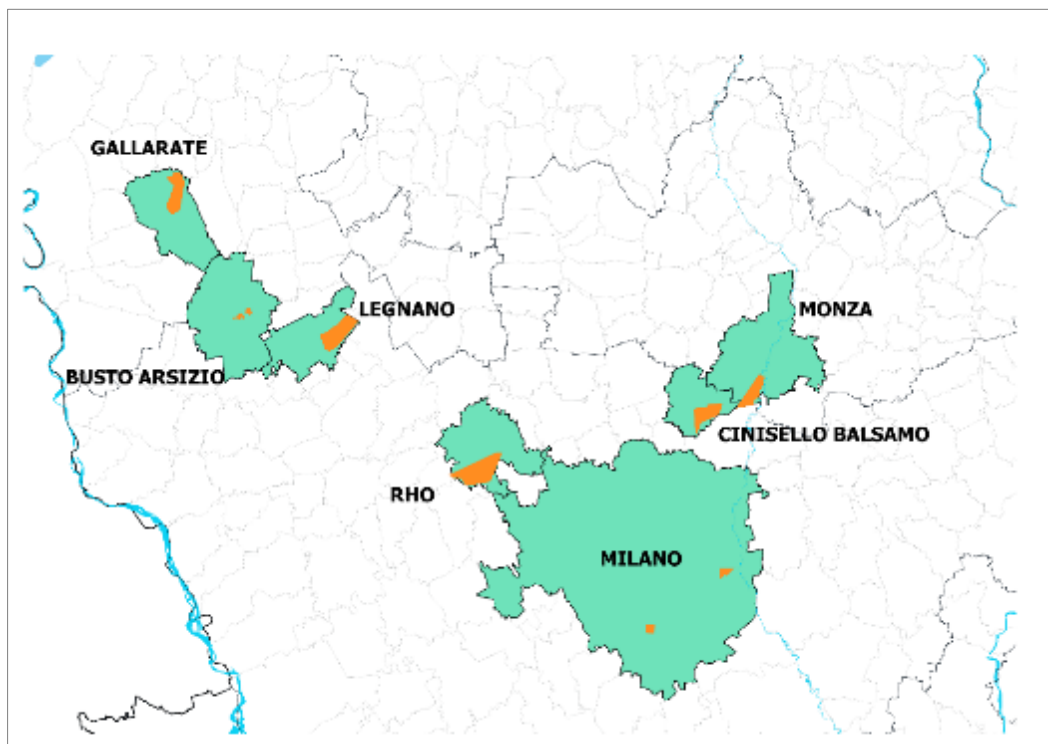 GALLARATE
LEGNANO
MONZA
BUSTO ARSIZIO
CINISELLO BALSAMO
RHO
MILANO